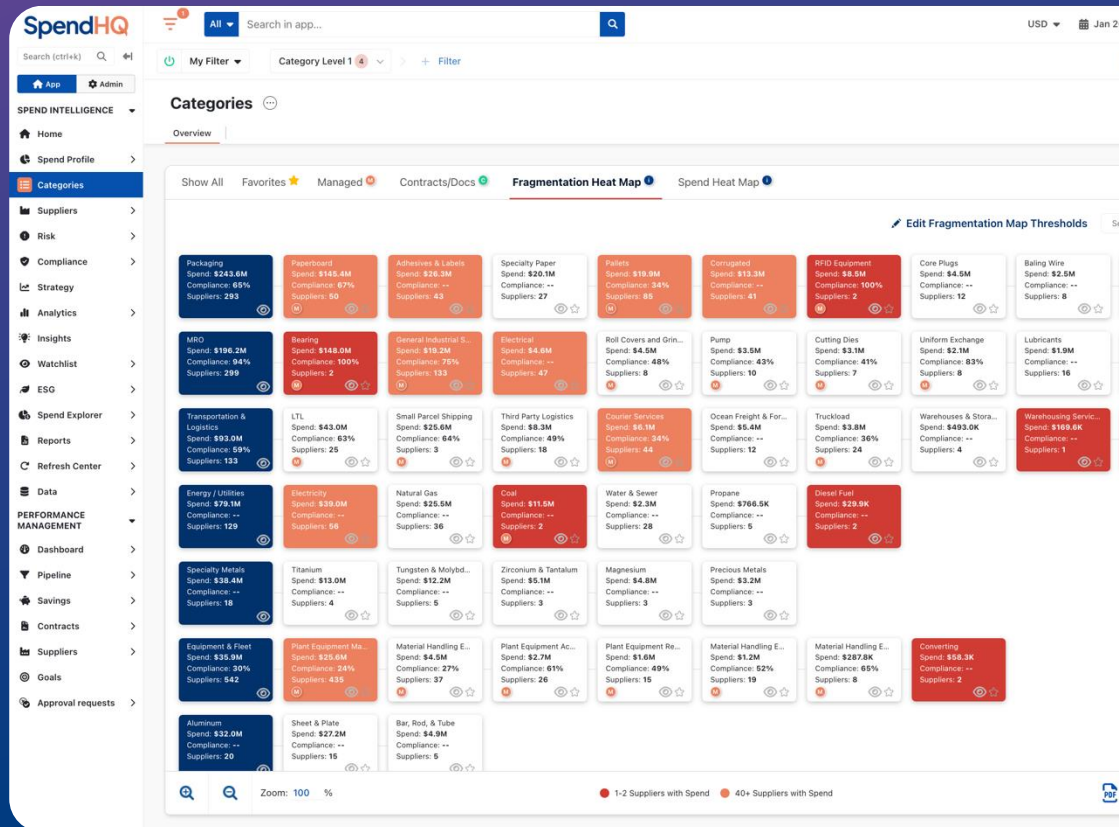 SpendHQ
1
All
Search in app...
USD
Jan 2
Search (ctrl+k)
App
Admin
My Filter
Category Level 1 4
+ Filter
SPEND INTELLIGENCE
Home
Spend Profile
Categories
Suppliers
Risk
Compliance
Strategy
Analytics
Insights
Watchlist
ESG
Spend Explorer
Reports
Refresh Center
Data
PERFORMANCE
MANAGEMENT
Dashboard
Pipeline
Savings
Contracts
Suppliers
Goals
Approval requests
Categories
Overview
Show All
Favorites
Managed M
Contracts/Docs C
Fragmentation Heat Map
Spend Heat Map
Edit Fragmentation Map Thresholds
Packaging
Spend: $243.6M
Compliance: 65%
Suppliers: 293
Paperboard
Spend: $145.4M
Compliance: 67%
Suppliers: 50
M
Adhesives & Labels
Spend: $26.3M
Compliance: --
Suppliers: 43
Specialty Paper
Spend: $20.1M
Compliance: --
Suppliers: 27
Pallets
Spend: $19.9M
Compliance: 34%
Suppliers: 85
M
Corrugated
Spend: $13.3M
Compliance: --
Suppliers: 41
RFID Equipment
Spend: $8.5M
Compliance: 100%
Suppliers: 2
M
Core Plugs
Spend: $4.5M
Compliance: --
Suppliers: 12
Baling Wire
Spend: $2.5M
Compliance: --
Suppliers: 8
MRO
Spend: $196.2M
Compliance: 94%
Suppliers: 299
Bearing
Spend: $148.0M
Compliance: 100%
Suppliers: 2
M
General Industrial S...
Spend: $19.2M
Compliance: 75%
Suppliers: 133
M
Electrical
Spend: $4.6M
Compliance: --
Suppliers: 47
Roll Covers and Grin...
Spend: $4.5M
Compliance: 48%
Suppliers: 8
M
Pump
Spend: $3.5M
Compliance: 43%
Suppliers: 10
M
Cutting Dies
Spend: $3.1M
Compliance: 41%
Suppliers: 7
M
Uniform Exchange
Spend: $2.1M
Compliance: 83%
Suppliers: 8
M
Lubricants
Spend: $1.9M
Compliance: --
Suppliers: 16
Transportation &
Logistics
Spend: $93.0M
Compliance: 59%
Suppliers: 133
LTL
Spend: $43.0M
Compliance: 63%
Suppliers: 25
M
Small Parcel Shipping
Spend: $25.6M
Compliance: 64%
Suppliers: 3
M
Third Party Logistics
Spend: $8.3M
Compliance: 49%
Suppliers: 18
M
Courier Services
Spend: $6.1M
Compliance: 34%
Suppliers: 44
M
Ocean Freight & For...
Spend: $5.4M
Compliance: --
Suppliers: 12
Truckload
Spend: $3.8M
Compliance: 36%
Suppliers: 24
M
Warehouses & Stora...
Spend: $493.0K
Compliance: --
Suppliers: 4
Warehousing Servic...
Spend: $169.6K
Compliance: --
Suppliers: 1
Energy / Utilities
Spend: $79.1M
Compliance: --
Suppliers: 129
Electricity
Spend: $39.0M
Compliance: --
Suppliers: 56
Natural Gas
Spend: $25.5M
Compliance: --
Suppliers: 36
Coal
Spend: $11.5M
Compliance: --
Suppliers: 2
M
Water & Sewer
Spend: $2.3M
Compliance: --
Suppliers: 28
Propane
Spend: $766.5K
Compliance: --
Suppliers: 5
Diesel Fuel
Spend: $29.9K
Compliance: --
Suppliers: 2
Specialty Metals
Spend: $38.4M
Compliance: --
Suppliers: 18
Titanium
Spend: $13.0M
Compliance: --
Suppliers: 4
Tungsten & Molybd...
Spend: $12.2M
Compliance: --
Suppliers: 5
Zirconium & Tantalum
Spend: $5.1M
Compliance: --
Suppliers: 3
Magnesium
Spend: $4.8M
Compliance: --
Suppliers: 3
Precious Metals
Spend: $3.2M
Compliance: --
Suppliers: 3
Equipment & Fleet
Spend: $35.9M
Compliance: 30%
Suppliers: 542
Plant Equipment Ma...
Spend: $25.6M
Compliance: 24%
Suppliers: 435
M
Material Handling E...
Spend: $4.5M
Compliance: 27%
Suppliers: 37
M
Plant Equipment Ac...
Spend: $2.7M
Compliance: 61%
Suppliers: 26
M
Plant Equipment Re...
Spend: $1.6M
Compliance: 49%
Suppliers: 15
M
Material Handling E...
Spend: $1.2M
Compliance: 52%
Suppliers: 19
M
Material Handling E...
Spend: $287.8K
Compliance: 65%
Suppliers: 8
M
Converting
Spend: $58.3K
Compliance: --
Suppliers: 2
Aluminum
Spend: $32.0M
Compliance: --
Suppliers: 20
Sheet & Plate
Spend: $27.2M
Compliance: --
Suppliers: 15
Bar, Rod, & Tube
Spend: $4.9M
Compliance: --
Suppliers: 5
Zoom: 100 %
1-2 Suppliers with Spend
40+ Suppliers with Spend
PDF